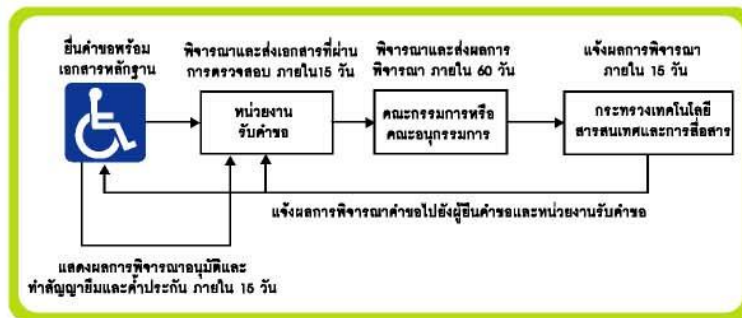 ยื่นคำขอพร้อม
เอกสารหลักฐาน
พิจารณาและส่งเอกสารที่ผ่าน
การตรวจสอบ ภายใน15 วัน
พิจารณาและส่งผลการ
พิจารณา ภายใน 60 วัน
แจ้งผลการพิจารณา
ภายใน 15 วัน
หน่วยงาน
รับคำขอ
คณะกรรมการหรือ
คณะอนุกรรมการ
กระทรวงเทคโนโลยี
สารสนเทศและการสื่อสาร
แจ้งผลการพิจารณาคำขอไปยังผู้ยื่นคำขอและหน่วยงานรับคำขอ
แสดงผลการพิจารณาอนุมัติและ
ทำสัญญายืมและค้ำประกัน ภายใน 15 วัน